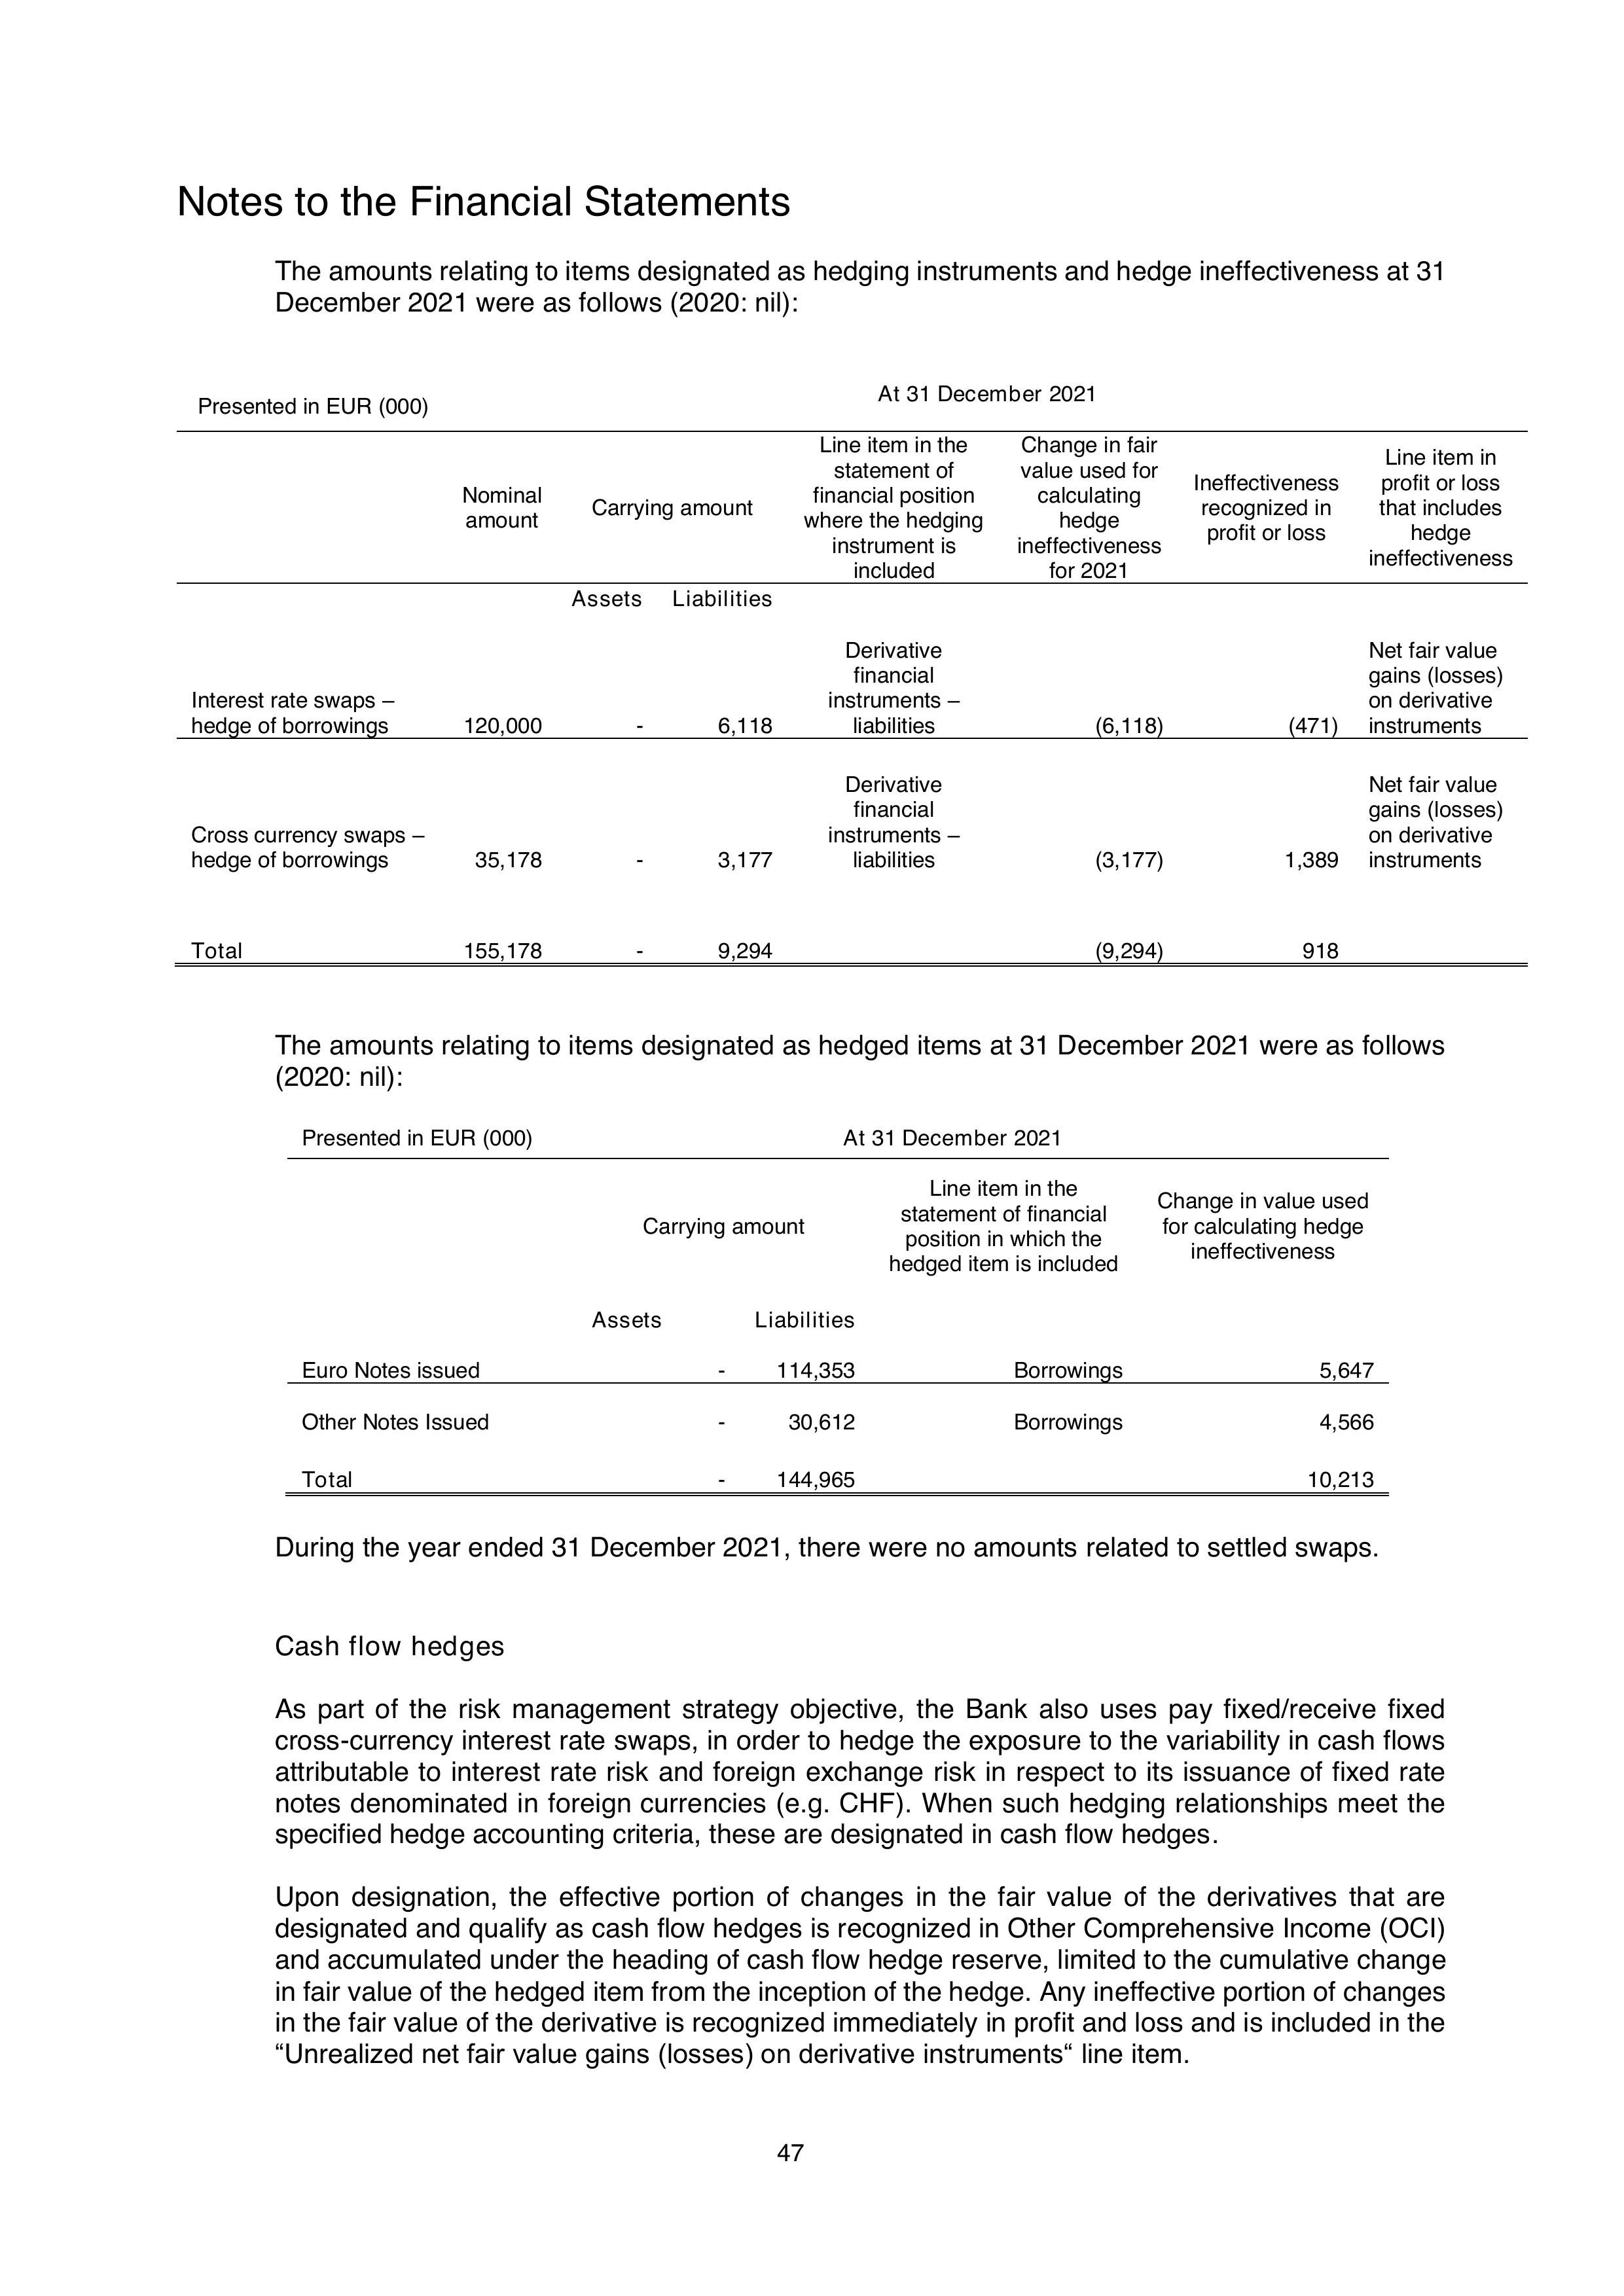 Notes to the Financial Statements
The amounts relating to items designated as hedging instruments and hedge ineffectiveness at 31
December 2021 were as follows (2020: nil):
Presented in EUR (000)
At 31 December 2021
Nominal
amount
Carrying amount
Line item in the
statement of
financial position
where the hedging
instrument is
included
Change in fair
value used for
calculating
hedge
ineffectiveness
for 2021
Ineffectiveness
recognized in
profit or loss
Line item in
profit or loss
that includes
hedge
ineffectiveness
Assets Liabilities
Interest rate swaps –
hedge of borrowings
120,000 - 6,118
Derivative
financial
instruments –
liabilities
(6,118) (471)
Net fair value
gains (losses)
on derivative
instruments
Cross currency swaps –
hedge of borrowings
35,178 - 3,177
Derivative
financial
instruments –
liabilities
(3,177) 1,389
Net fair value
gains (losses)
on derivative
instruments
Total 155,178 - 9,294 (9,294) 918
The amounts relating to items designated as hedged items at 31 December 2021 were as follows
(2020: nil):
Presented in EUR (000)
At 31 December 2021
Carrying amount
Line item in the
statement of financial
position in which the
hedged item is included
Change in value used
for calculating hedge
ineffectiveness
Assets Liabilities
Euro Notes issued - 114,353 Borrowings 5,647
Other Notes Issued - 30,612 Borrowings 4,566
Total - 144,965 10,213
During the year ended 31 December 2021, there were no amounts related to settled swaps.
Cash flow hedges
As part of the risk management strategy objective, the Bank also uses pay fixed/receive fixed
cross-currency interest rate swaps, in order to hedge the exposure to the variability in cash flows
attributable to interest rate risk and foreign exchange risk in respect to its issuance of fixed rate
notes denominated in foreign currencies (e.g. CHF). When such hedging relationships meet the
specified hedge accounting criteria, these are designated in cash flow hedges.
Upon designation, the effective portion of changes in the fair value of the derivatives that are
designated and qualify as cash flow hedges is recognized in Other Comprehensive Income (OCI)
and accumulated under the heading of cash flow hedge reserve, limited to the cumulative change
in fair value of the hedged item from the inception of the hedge. Any ineffective portion of changes
in the fair value of the derivative is recognized immediately in profit and loss and is included in the
“Unrealized net fair value gains (losses) on derivative instruments“ line item.
47